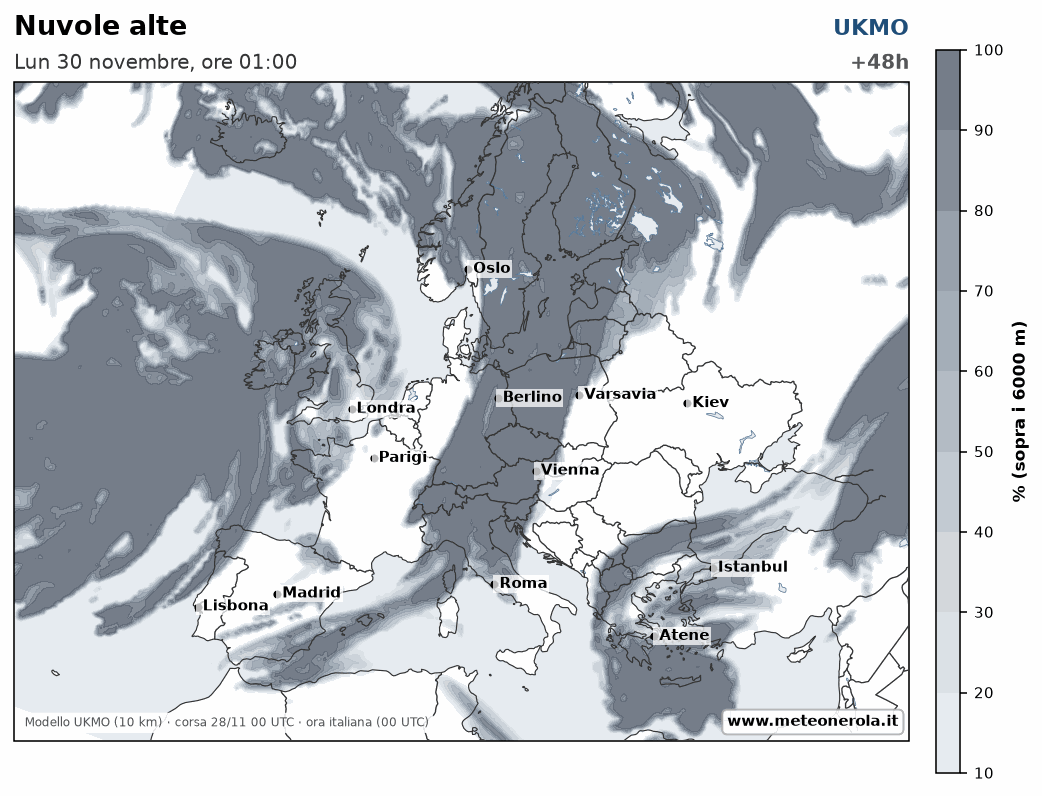 Nuvole alte
UKMO
Lun 30 novembre, ore 01:00
+48h
100
90
80
70
60
50
40
30
20
10
% (sopra i 6000 m)
Oslo
Berlino
Varsavia
Kiev
Londra
Parigi
Vienna
Istanbul
Roma
Madrid
Lisbona
Atene
Modello UKMO (10 km) · corsa 28/11 00 UTC · ora italiana (00 UTC)
www.meteonerola.it